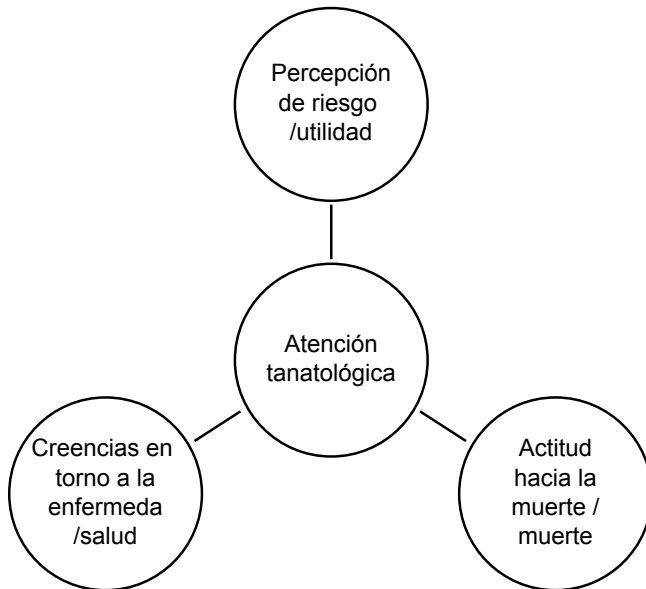 Percepción
de riesgo
/utilidad
Atención
tanatológica
Creencias en
torno a la
enfermeda
/salud
Actitud
hacia la
muerte /
muerte